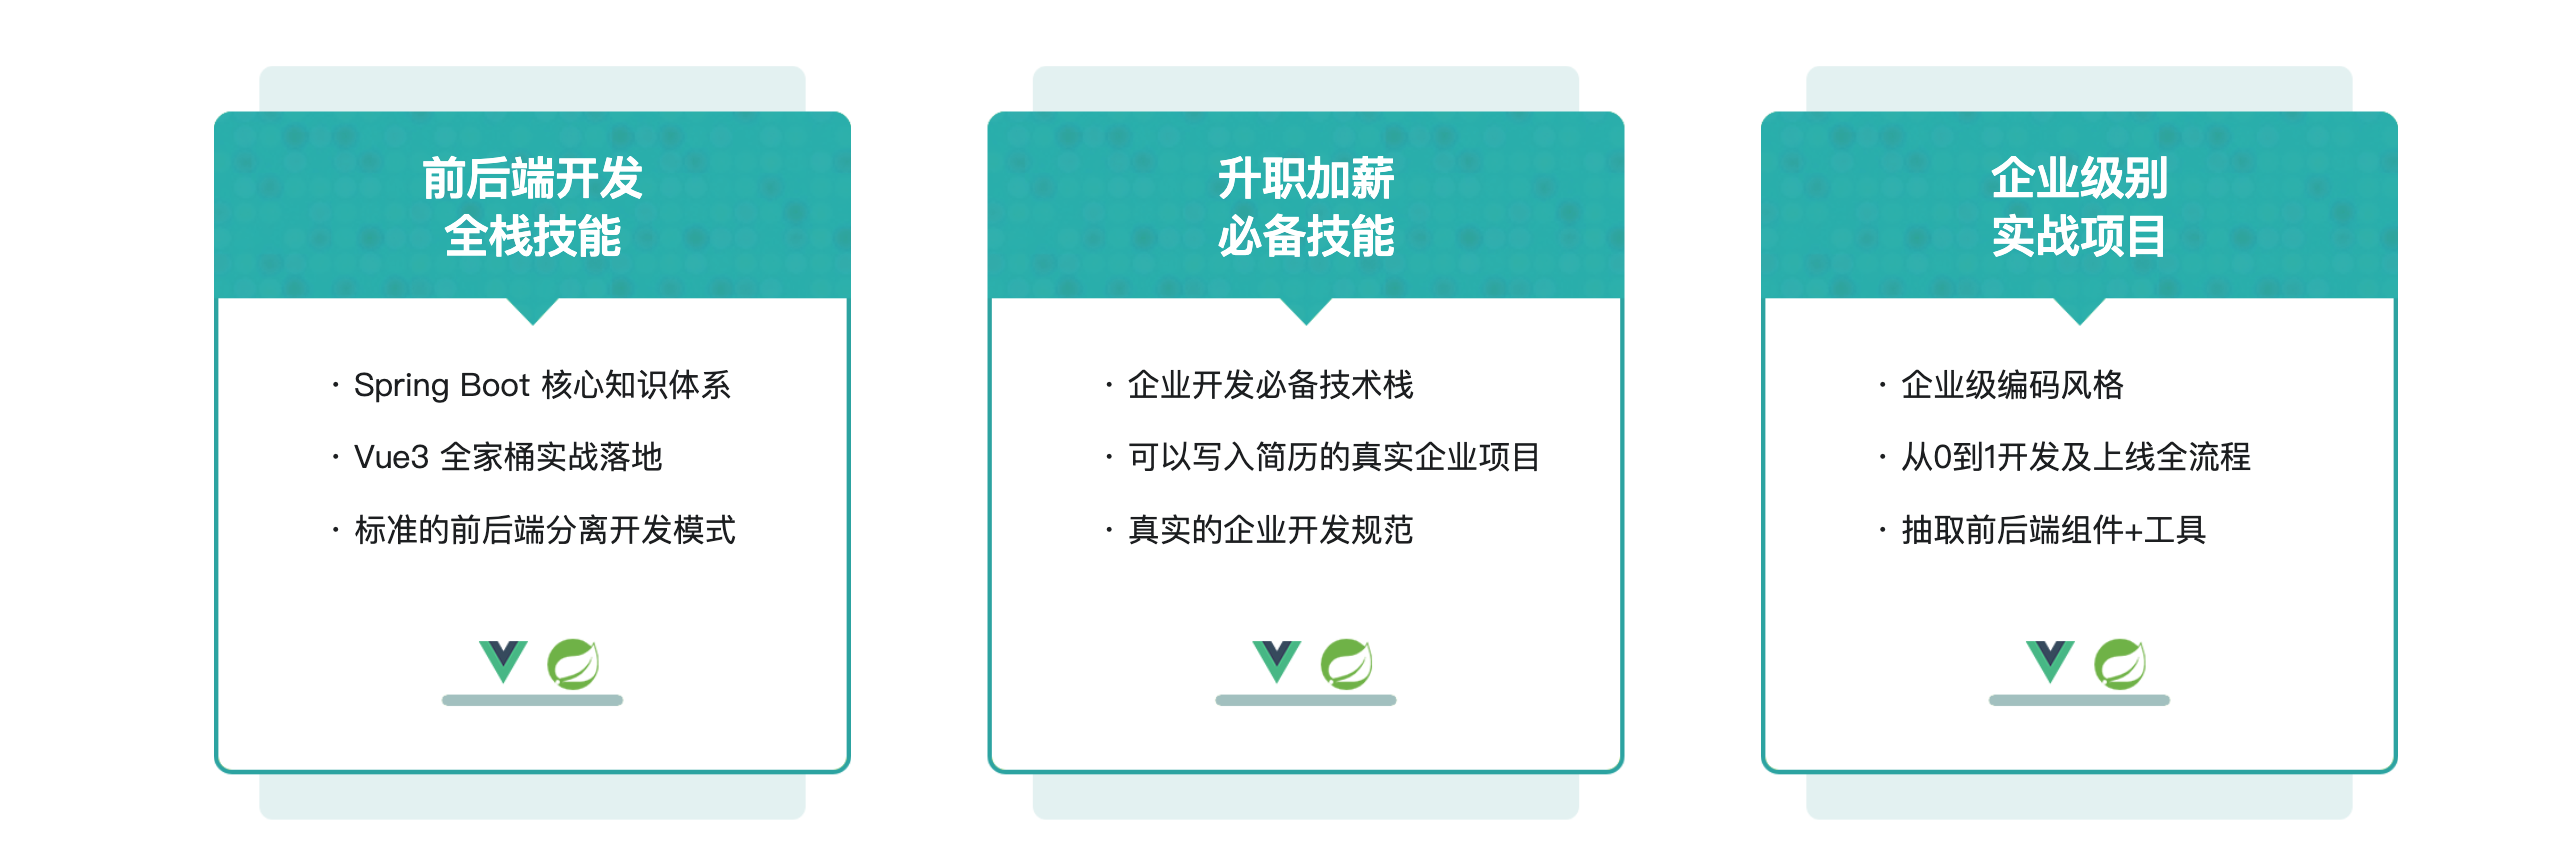 前后端开发
全栈技能
· Spring Boot 核心知识体系
· Vue3 全家桶实战落地
· 标准的前后端分离开发模式
升职加薪
必备技能
· 企业开发必备技术栈
· 可以写入简历的真实企业项目
· 真实的企业开发规范
企业级别
实战项目
· 企业级编码风格
· 从0到1开发及上线全流程
· 抽取前后端组件+工具